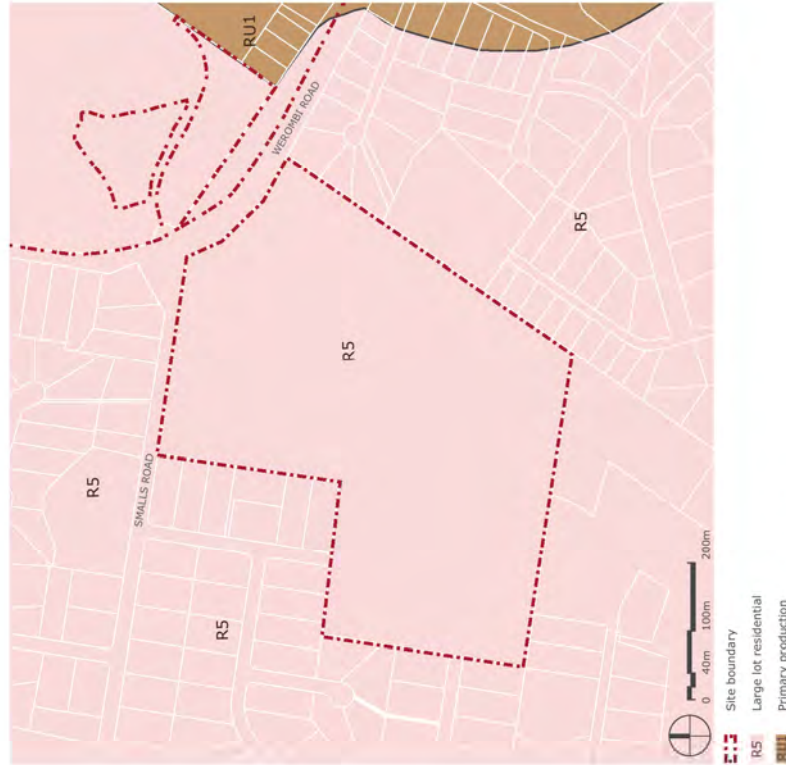 RU1
WEROMBI ROAD
R5
R5
SMALLS ROAD
R5
R5
0 40m 100m 200m
Site boundary
R5 Large lot residential
RU1 Primary production